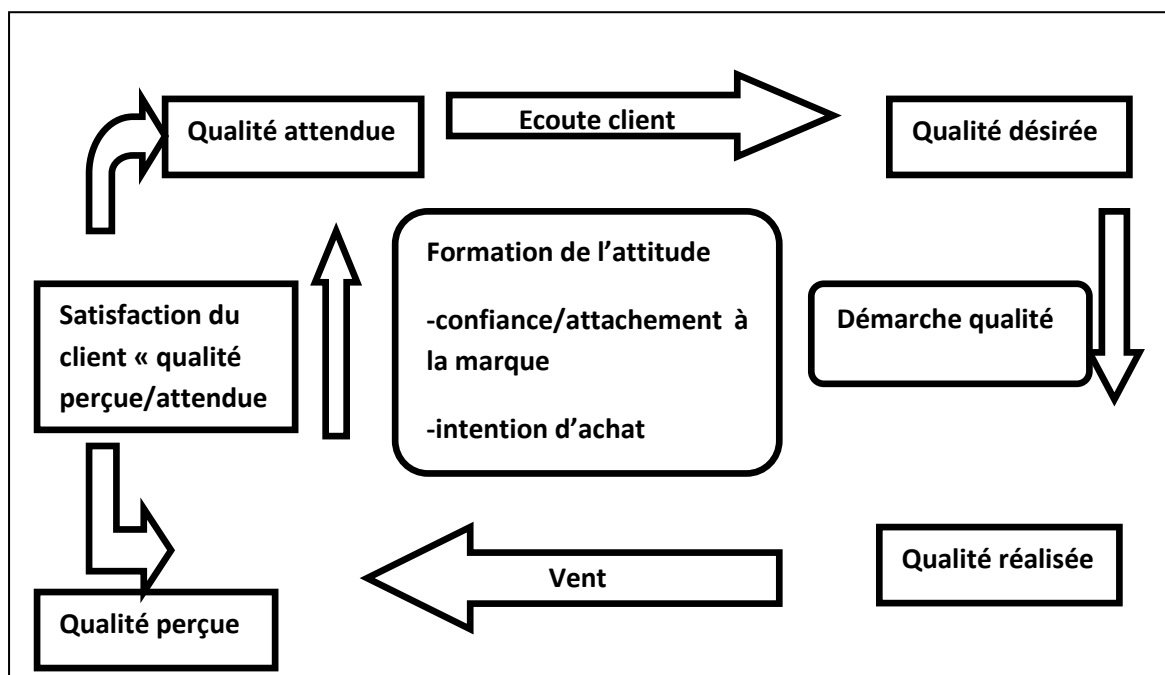 Qualité attendue
Ecoute client
Qualité désirée
Formation de l’attitude
-confiance/attachement à
la marque
-intention d’achat
Satisfaction du
client « qualité
perçue/attendue
Démarche qualité
Vent
Qualité réalisée
Qualité perçue